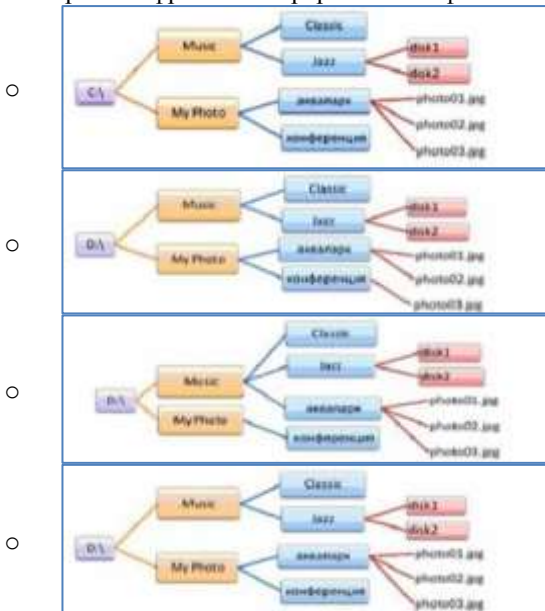 Classic
Music
Jazz
disk1
disk2
C:\
My Photo
аквапарк
конференция
photo01.jpg
photo02.jpg
photo03.jpg
Classic
Music
Jazz
disk1
disk2
D:\
My Photo
аквапарк
конференция
photo01.jpg
photo02.jpg
photo03.jpg
Classic
Music
Jazz
disk1
disk2
D:\
My Photo
аквапарк
конференция
photo01.jpg
photo02.jpg
photo03.jpg
Classic
Music
Jazz
disk1
disk2
D:\
My Photo
аквапарк
конференция
photo01.jpg
photo02.jpg
photo03.jpg